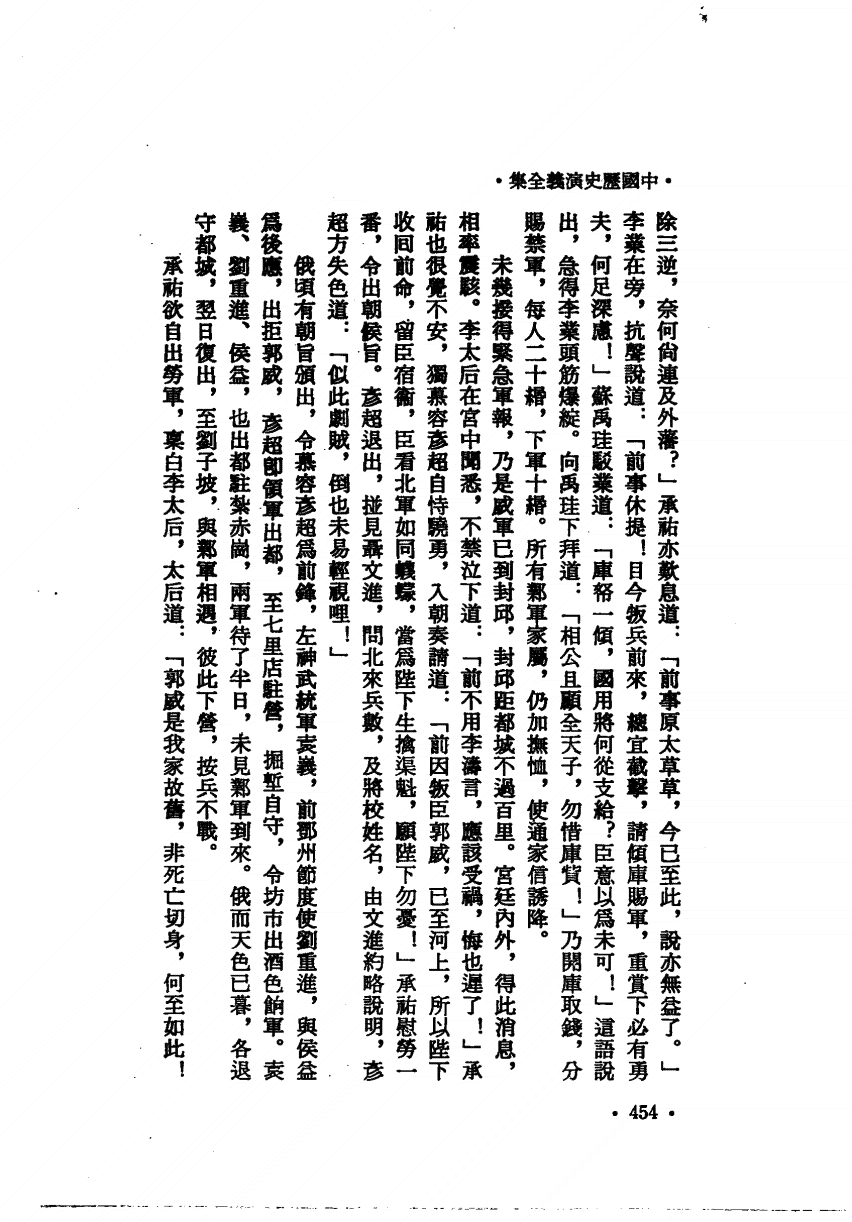 •中國歷史演義全集•
除三逆，奈何尙連及外藩？」承祐亦歎息道：「前事原太草草，今已至此，說亦無益了。」
李業在旁，抗聲說道：「前事休提！目今叛兵前來，總宜截擊，請傾庫賜軍，重賞下必有勇
夫，何足深慮！」蘇禹珪駁業道：「庫帑一傾，國用將何從支給？臣意以爲未可！」這語說
出，急得李業頭筋爆綻。向禹珪下拜道：「相公且顧全天子，勿惜庫貲！」乃開庫取錢，分
賜禁軍，每人二十緡，下軍十緡。所有鄴軍家屬，仍加撫恤，使通家信誘降。
未幾接得緊急軍報，乃是威軍已到封邱，封邱距都城不過百里。宮廷內外，得此消息，
相率震駭。李太后在宮中聞悉，不禁泣下道：「前不用李濤言，應該受禍，悔也遲了！」承
祐也很覺不安，獨慕容彥超自恃驍勇，入朝奏請道：「前因叛臣郭威，已至河上，所以陛下
收回前命，留臣宿衞，臣看北軍如同蠛蠓，當爲陛下生擒渠魁，願陛下勿憂！」承祐慰勞一
番，令出朝候旨。彥超退出，掽見聶文進，問北來兵數，及將校姓名，由文進約略說明，彥
超方失色道：「似此劇賊，倒也未易輕視哩！」
俄頃有朝旨頒出，令慕容彥超爲前鋒，左神武統軍袁義，前鄧州節度使劉重進，與侯益
爲後應，出拒郭威，彥超卽領軍出都，至七里店駐營，掘塹自守，令坊市出酒色餉軍。袁
義、劉重進、侯益，也出都駐紮赤崗，兩軍待了半日，未見鄴軍到來。俄而天色已暮，各退
守都城，翌日復出，至劉子坡，與鄴軍相遇，彼此下營，按兵不戰。
承祐欲自出勞軍，稟白李太后，太后道：「郭威是我家故舊，非死亡切身，何至如此！
•454•